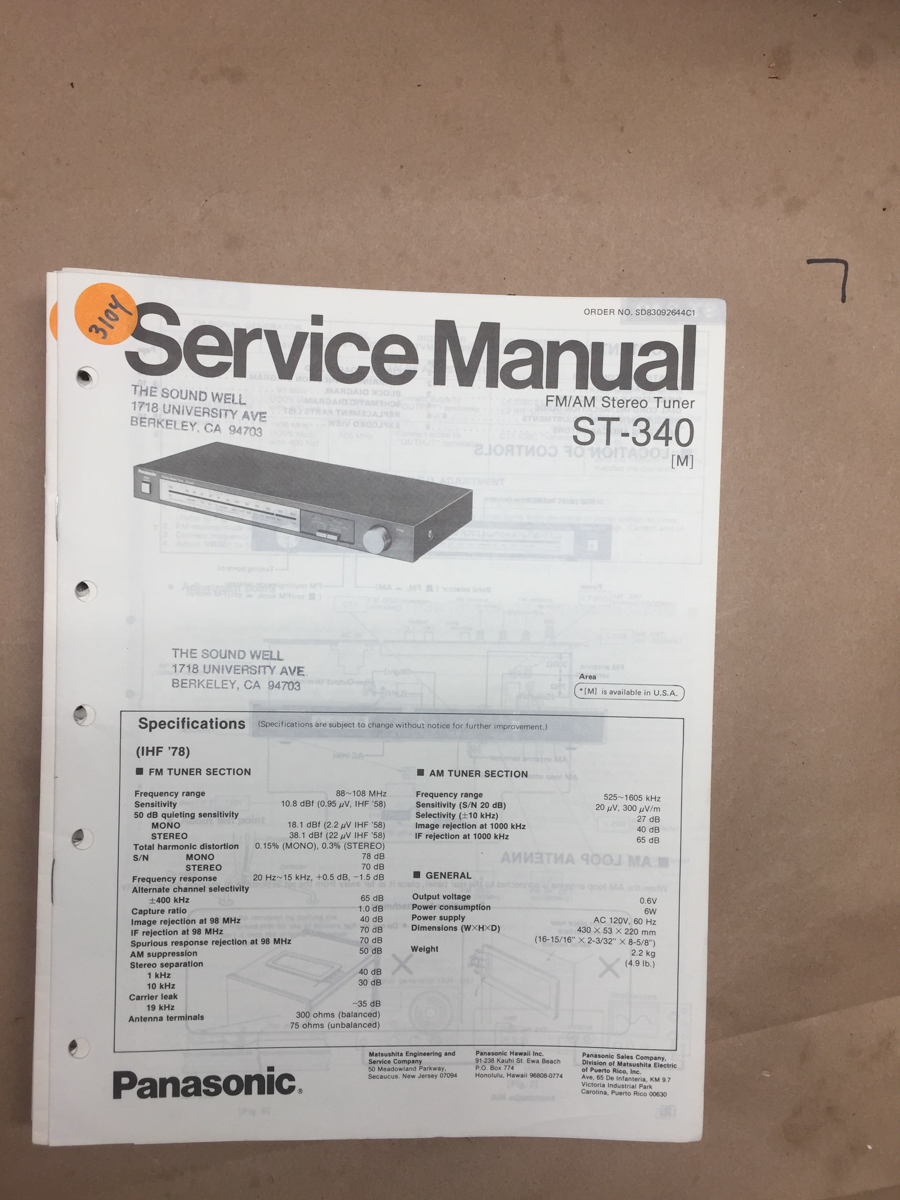 3104
ORDER NO. SD83092644C1
Service Manual
FM/AM Stereo Tuner
ST-340
[M]
THE SOUND WELL
1718 UNIVERSITY AVE
BERKELEY, CA 94703
Panasonic
THE SOUND WELL
1718 UNIVERSITY AVE
BERKELEY, CA 94703
Area
*[M] is available in U.S.A.
Specifications (Specifications are subject to change without notice for further improvement.)
(IHF '78)
■ FM TUNER SECTION
Frequency range 88~108 MHz
Sensitivity 10.8 dBf (0.95 μV, IHF '58)
50 dB quieting sensitivity
MONO 18.1 dBf (2.2 μV IHF '58)
STEREO 38.1 dBf (22 μV IHF '58)
Total harmonic distortion 0.15% (MONO), 0.3% (STEREO)
S/N MONO 78 dB
STEREO 70 dB
Frequency response 20 Hz~15 kHz, +0.5 dB, −1.5 dB
Alternate channel selectivity
±400 kHz 65 dB
Capture ratio 1.0 dB
Image rejection at 98 MHz 40 dB
IF rejection at 98 MHz 70 dB
Spurious response rejection at 98 MHz 70 dB
AM suppression 50 dB
Stereo separation
1 kHz 40 dB
10 kHz 30 dB
Carrier leak
19 kHz −35 dB
Antenna terminals 300 ohms (balanced)
75 ohms (unbalanced)
■ AM TUNER SECTION
Frequency range 525~1605 kHz
Sensitivity (S/N 20 dB) 20 μV, 300 μV/m
Selectivity (±10 kHz) 27 dB
Image rejection at 1000 kHz 40 dB
IF rejection at 1000 kHz 65 dB
■ GENERAL
Output voltage 0.6V
Power consumption 6W
Power supply AC 120V, 60 Hz
Dimensions (W×H×D) 430 × 53 × 220 mm
(16-15/16" × 2-3/32" × 8-5/8")
Weight 2.2 kg
(4.9 lb.)
Panasonic®
Matsushita Engineering and
Service Company
50 Meadowland Parkway,
Secaucus. New Jersey 07094
Panasonic Hawaii Inc.
91-238 Kauhi St. Ewa Beach
P.O. Box 774
Honolulu, Hawaii 96808-0774
Panasonic Sales Company,
Division of Matsushita Electric
of Puerto Rico, Inc.
Ave, 65 De Infanteria, KM 9.7
Victoria Industrial Park
Carolina, Puerto Rico 00630